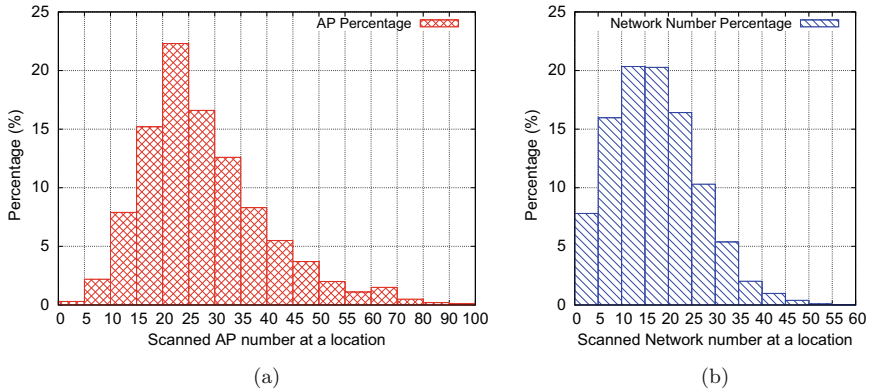 25
20
15
10
5
0
Percentage (%)
AP Percentage
0 5 10 15 20 25 30 35 40 45 50 55 60 70 80 90 100
Scanned AP number at a location
(a)
25
20
15
10
5
0
Percentage (%)
Network Number Percentage
0 5 10 15 20 25 30 35 40 45 50 55 60
Scanned Network number at a location
(b)